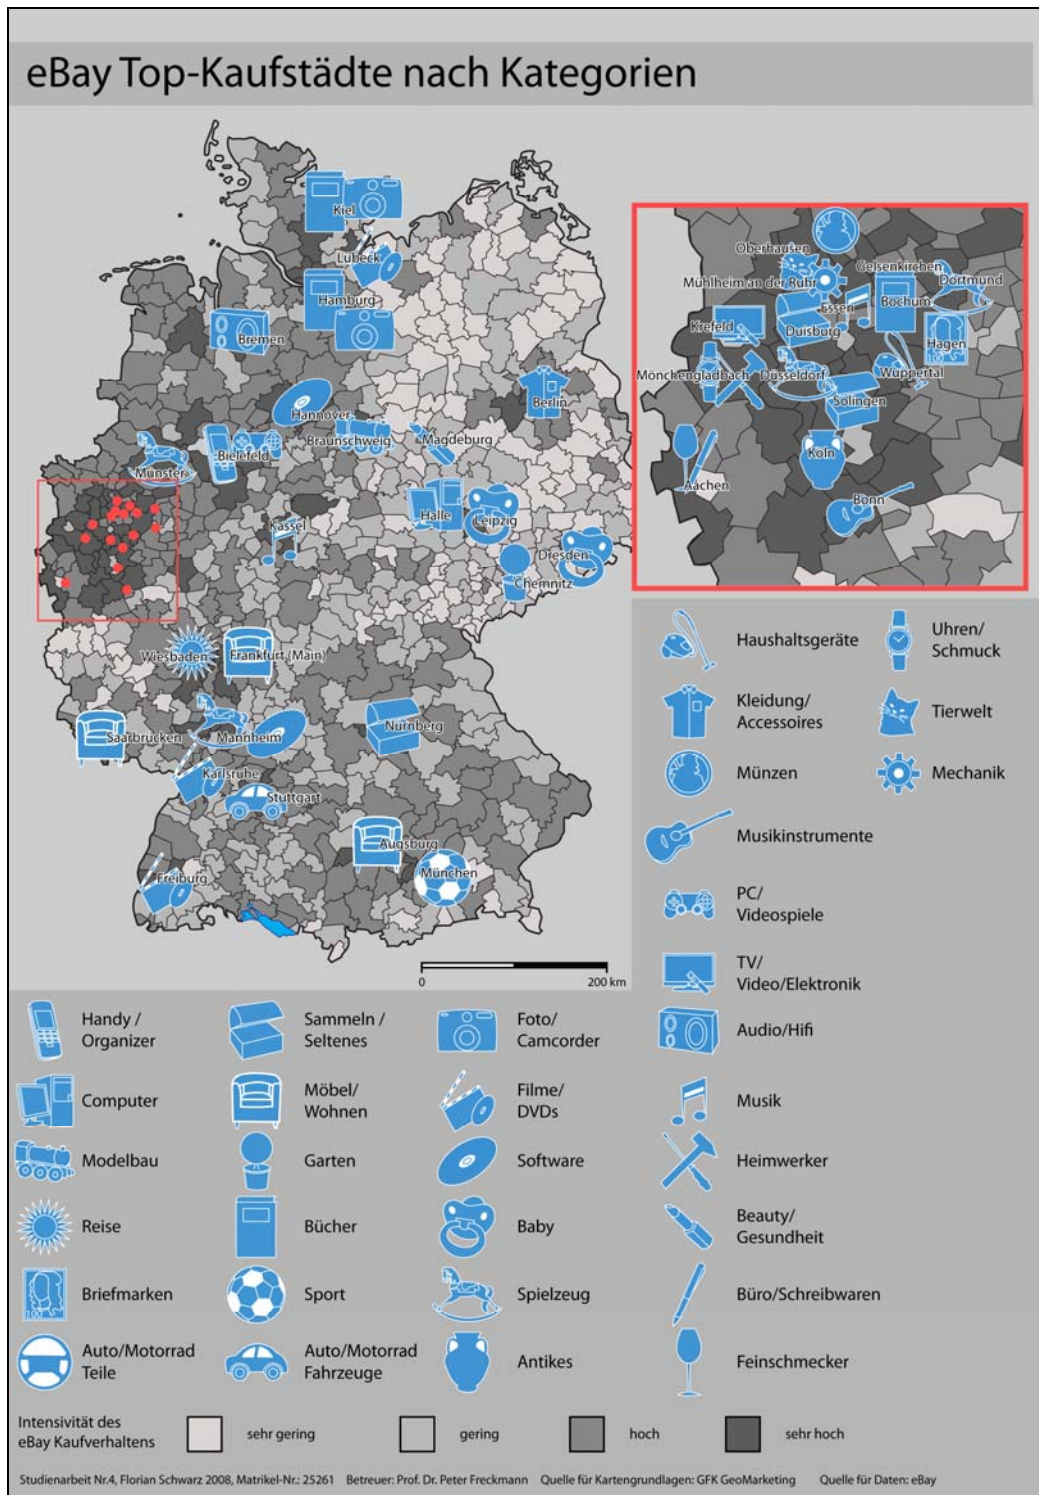 eBay Top-Kaufstädte nach Kategorien
Kiel
Lübeck
Hamburg
Bremen
Hannover
Berlin
Braunschweig
Magdeburg
Bielefeld
Münster
Halle
Leipzig
Kassel
Dresden
Chemnitz
Wiesbaden
Frankfurt (Main)
Saarbrücken
Mannheim
Nürnberg
Karlsruhe
Stuttgart
Augsburg
München
Freiburg
0
200 km
Oberhausen
Gelsenkirchen
Mühlheim an der Ruhr
Dortmund
Essen
Bochum
Krefeld
Duisburg
Hagen
100
Mönchengladbach
Düsseldorf
Wuppertal
Solingen
Köln
Aachen
Bonn
Haushaltsgeräte
Uhren/
Schmuck
Kleidung/
Accessoires
Tierwelt
Münzen
Mechanik
Musikinstrumente
PC/
Videospiele
TV/
Video/Elektronik
Handy /
Organizer
Sammeln /
Seltenes
Foto/
Camcorder
Audio/Hifi
Computer
Möbel/
Wohnen
Filme/
DVDs
Musik
Modelbau
Garten
Software
Heimwerker
Reise
Bücher
Baby
Beauty/
Gesundheit
100
Briefmarken
Sport
Spielzeug
Büro/Schreibwaren
Auto/Motorrad
Teile
Auto/Motorrad
Fahrzeuge
Antikes
Feinschmecker
Intensivität des
eBay Kaufverhaltens
sehr gering
gering
hoch
sehr hoch
Studienarbeit Nr.4, Florian Schwarz 2008, Matrikel-Nr.: 25261 Betreuer: Prof. Dr. Peter Freckmann Quelle für Kartengrundlagen: GFK GeoMarketing Quelle für Daten: eBay